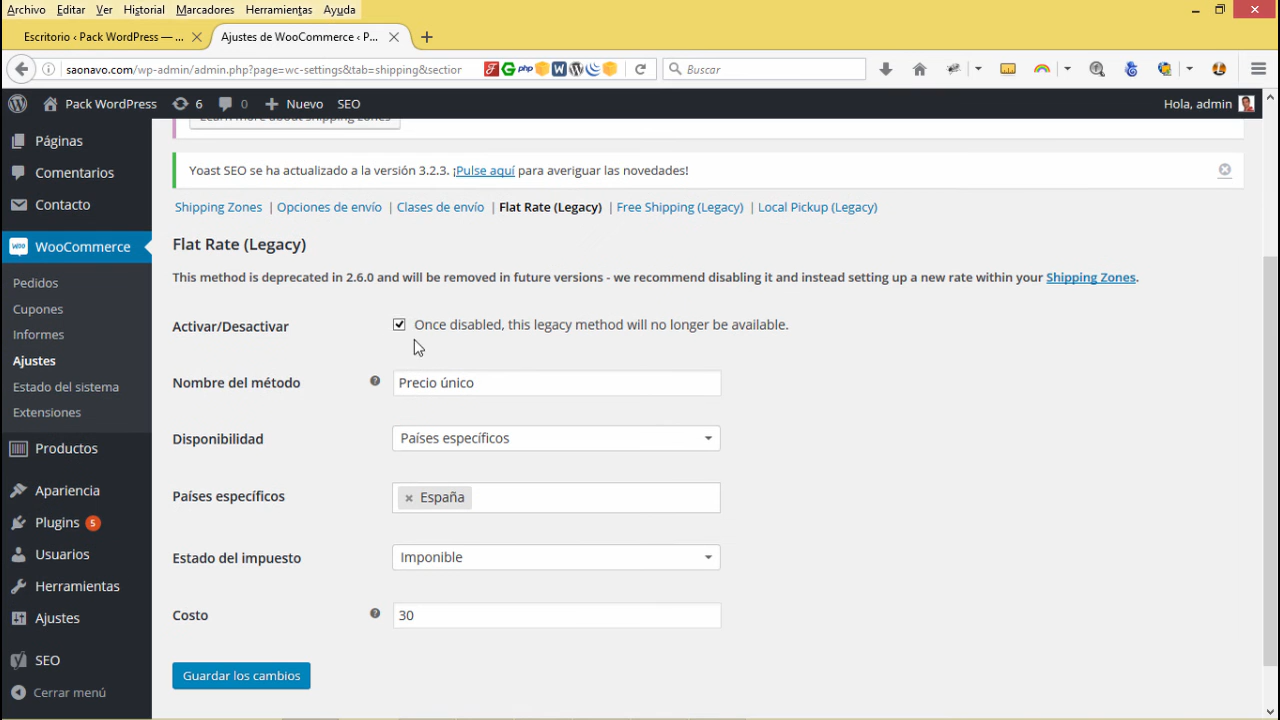 Archivo Editar Ver Historial Marcadores Herramientas Ayuda
Escritorio ‹ Pack WordPress — ... Ajustes de WooCommerce ‹ P...
saonavo.com/wp-admin/admin.php?page=wc-settings&tab=shipping&section Buscar
Pack WordPress 6 0 Nuevo SEO Hola, admin
Learn more about shipping zones
Páginas
Comentarios
Contacto
WooCommerce
Pedidos
Cupones
Informes
Ajustes
Estado del sistema
Extensiones
Productos
Apariencia
Plugins 5
Usuarios
Herramientas
Ajustes
SEO
Cerrar menú
Yoast SEO se ha actualizado a la versión 3.2.3. ¡Pulse aquí para averiguar las novedades!
Shipping Zones | Opciones de envío | Clases de envío | Flat Rate (Legacy) | Free Shipping (Legacy) | Local Pickup (Legacy)
Flat Rate (Legacy)
This method is deprecated in 2.6.0 and will be removed in future versions - we recommend disabling it and instead setting up a new rate within your Shipping Zones.
Activar/Desactivar Once disabled, this legacy method will no longer be available.
Nombre del método ? Precio único
Disponibilidad Países específicos
Países específicos × España
Estado del impuesto Imponible
Costo ? 30
Guardar los cambios